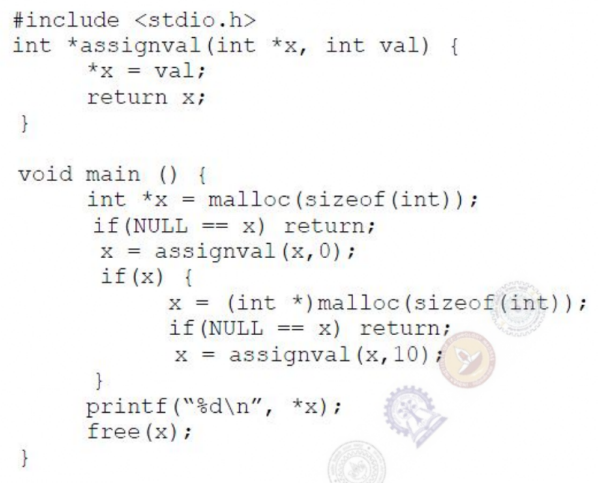 #include <stdio.h>
int *assignval(int *x, int val) {
*x = val;
return x;
}
void main () {
int *x = malloc(sizeof(int));
if(NULL == x) return;
x = assignval(x,0);
if(x) {
x = (int *)malloc(sizeof(int));
if(NULL == x) return;
x = assignval(x,10);
}
printf(“%d\n”, *x);
free(x);
}